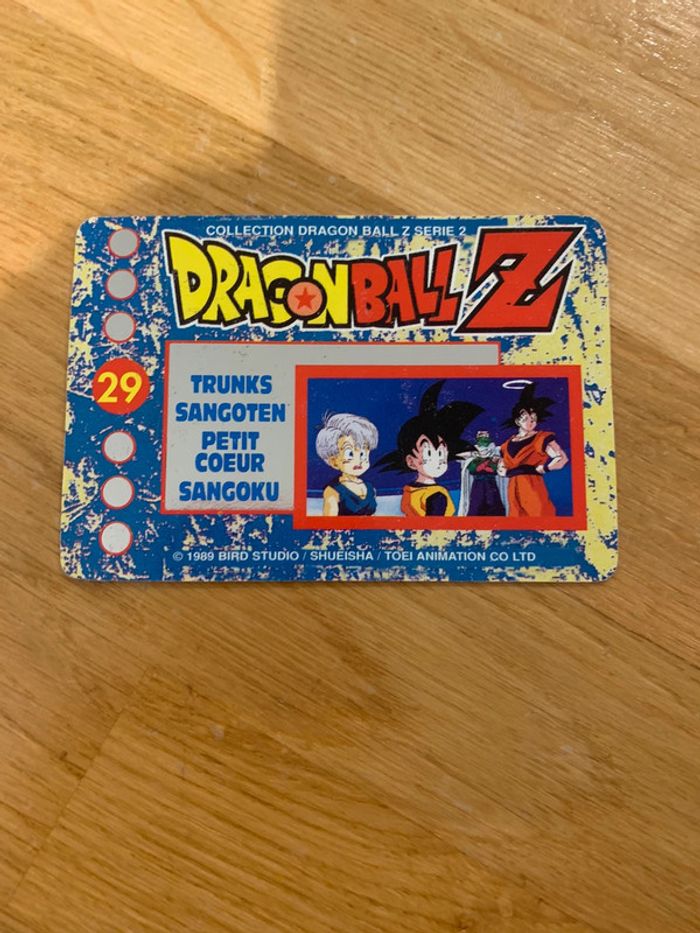 COLLECTION DRAGON BALL Z SERIE 2
DRAGON BALL Z
29
TRUNKS
SANGOTEN
PETIT
COEUR
SANGOKU
© 1989 BIRD STUDIO / SHUEISHA / TOEI ANIMATION CO LTD